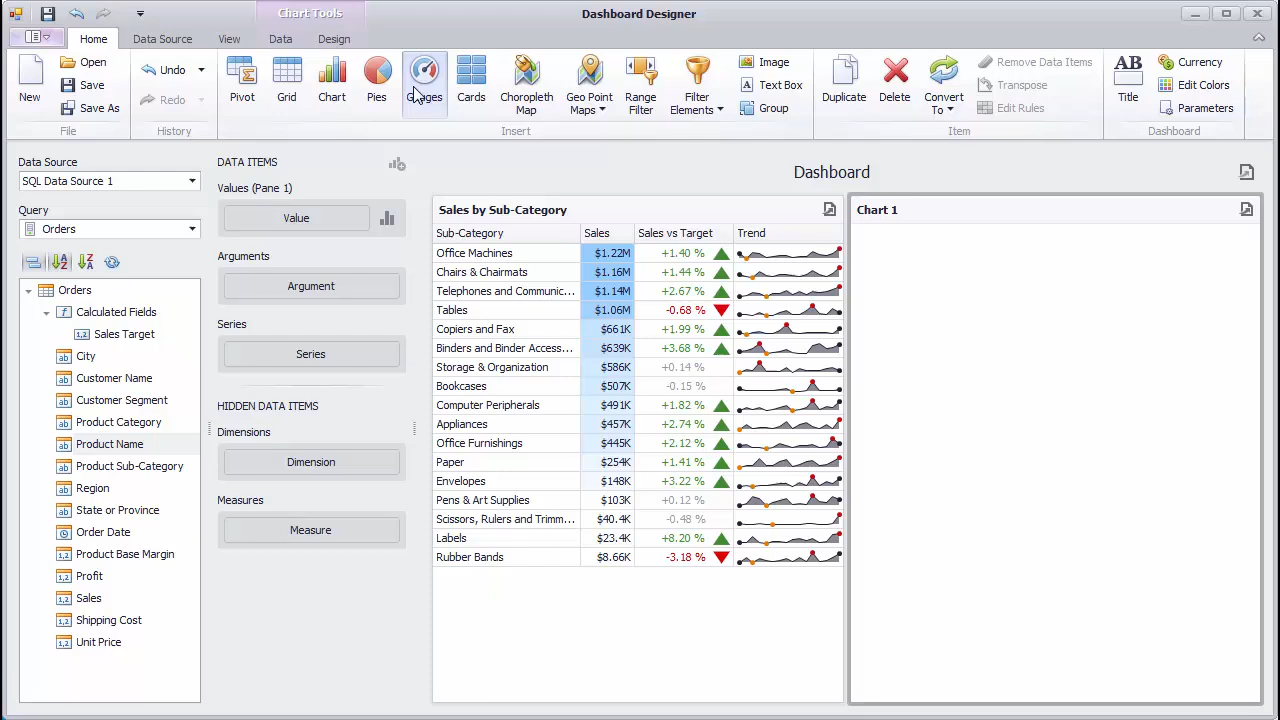 Chart Tools
Dashboard Designer
Home
Data Source
View
Data
Design
New
Open
Save
Save As
File
Undo
Redo
History
Pivot
Grid
Chart
Pies
Gauges
Cards
Choropleth
Map
Geo Point
Maps
Range
Filter
Filter
Elements
Image
Text Box
Group
Insert
Duplicate
Delete
Convert
To
Remove Data Items
Transpose
Edit Rules
Item
AB
Title
Currency
Edit Colors
Parameters
Dashboard
Data Source
SQL Data Source 1
Query
Orders
Orders
Calculated Fields
Sales Target
City
Customer Name
Customer Segment
Product Category
Product Name
Product Sub-Category
Region
State or Province
Order Date
Product Base Margin
Profit
Sales
Shipping Cost
Unit Price
DATA ITEMS
Values (Pane 1)
Value
Arguments
Argument
Series
Series
HIDDEN DATA ITEMS
Dimensions
Dimension
Measures
Measure
Dashboard
Sales by Sub-Category
Sub-Category Sales Sales vs Target Trend
Office Machines $1.22M +1.40 %
Chairs & Chairmats $1.16M +1.44 %
Telephones and Communic... $1.14M +2.67 %
Tables $1.06M -0.68 %
Copiers and Fax $661K +1.99 %
Binders and Binder Access... $639K +3.68 %
Storage & Organization $586K +0.14 %
Bookcases $507K -0.15 %
Computer Peripherals $491K +1.82 %
Appliances $457K +2.74 %
Office Furnishings $445K +2.12 %
Paper $254K +1.41 %
Envelopes $148K +3.22 %
Pens & Art Supplies $103K +0.12 %
Scissors, Rulers and Trimm... $40.4K -0.48 %
Labels $23.4K +8.20 %
Rubber Bands $8.66K -3.18 %
Chart 1